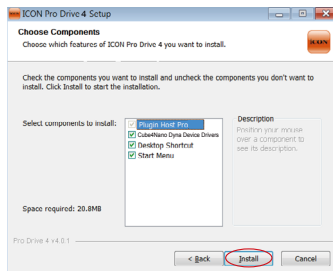 ICON Pro Drive 4 Setup
Choose Components
Choose which features of ICON Pro Drive 4 you want to install.
ICON
Check the components you want to install and uncheck the components you don't want to
install. Click Install to start the installation.
Select components to install:
Plugin Host Pro
Cube4Nano Dyna Device Drivers
Desktop Shortcut
Start Menu
Description
Position your mouse
over a component to
see its description.
Space required: 20.8MB
Pro Drive 4 v4.0.1
< Back
Install
Cancel